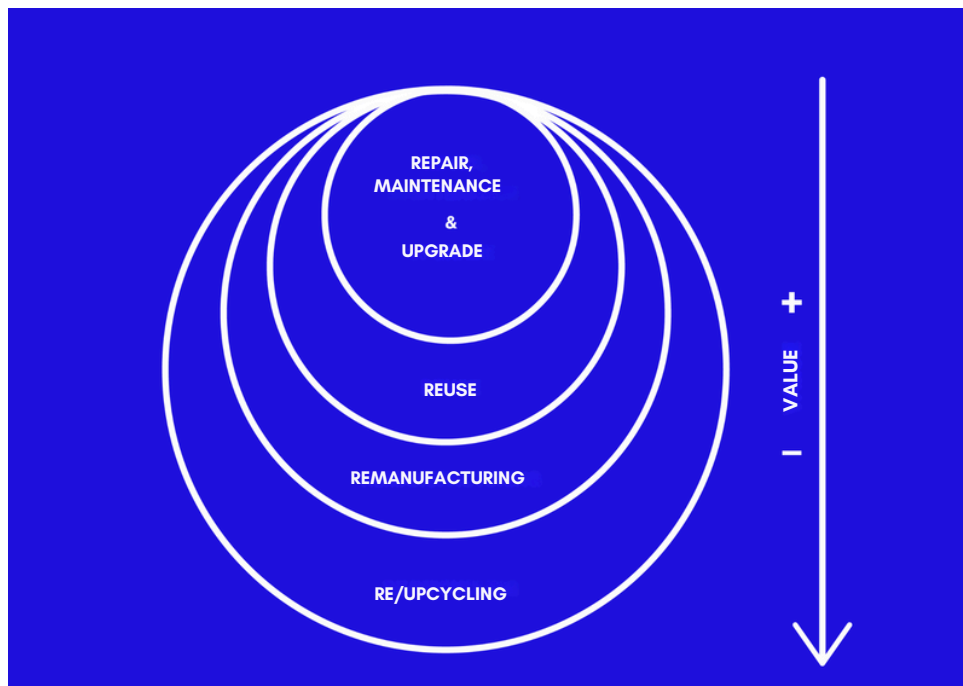 REPAIR,
MAINTENANCE
&
UPGRADE
REUSE
REMANUFACTURING
RE/UPCYCLING
+
VALUE
−